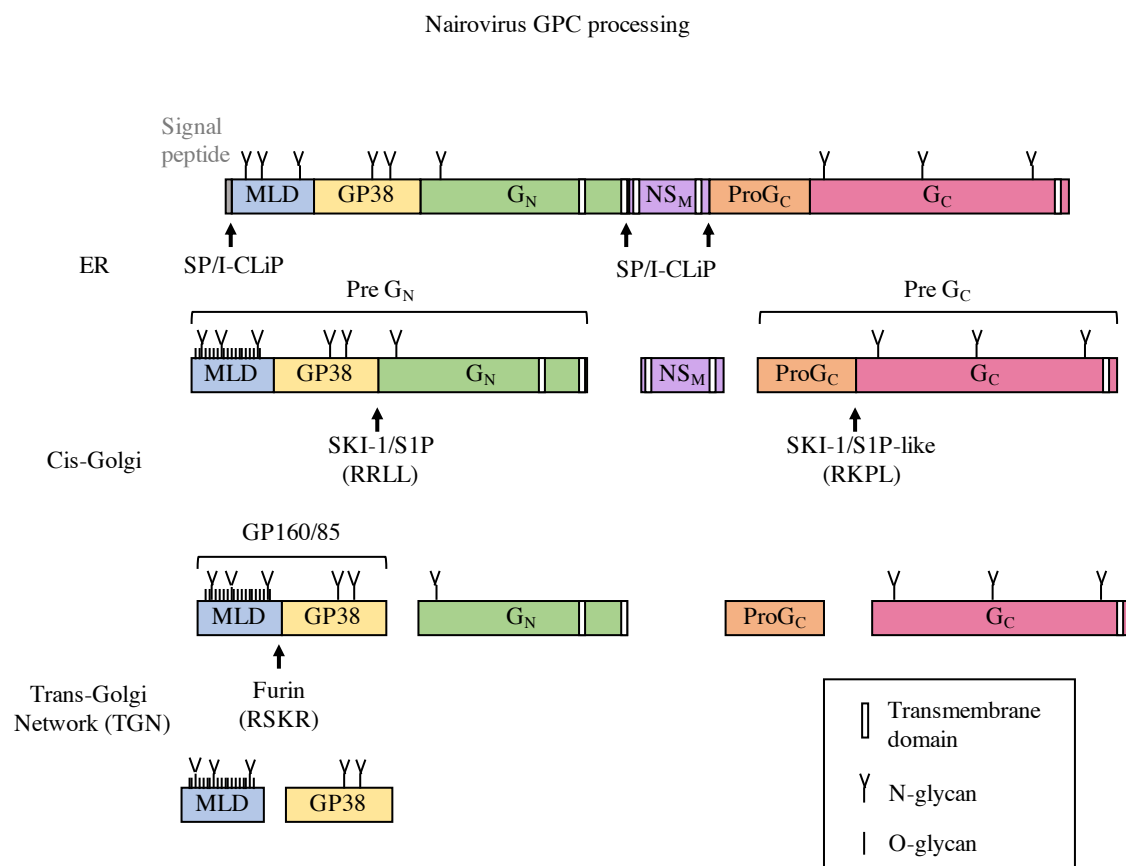 Nairovirus GPC processing
Signal
peptide
MLD GP38 GN NSM ProGC GC
ER SP/I-CLiP SP/I-CLiP
Pre GN Pre GC
MLD GP38 GN NSM ProGC GC
Cis-Golgi
SKI-1/S1P
(RRLL)
SKI-1/S1P-like
(RKPL)
GP160/85
MLD GP38 GN ProGC GC
Trans-Golgi
Network (TGN)
Furin
(RSKR)
MLD GP38
Transmembrane
domain
N-glycan
O-glycan